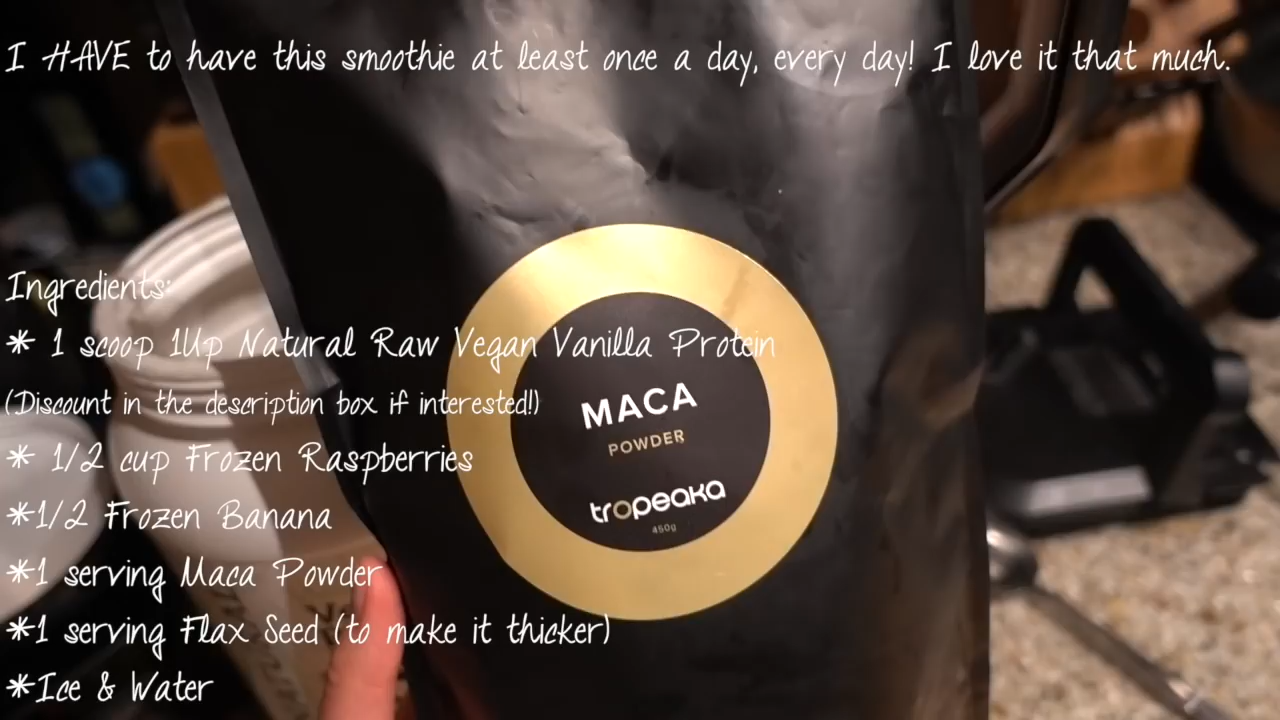 I HAVE to have this smoothie at least once a day, every day! I love it that much.
Ingredients:
* 1 scoop 1Up Natural Raw Vegan Vanilla Protein
(Discount in the description box if interested!)
* 1/2 cup Frozen Raspberries
*1/2 Frozen Banana
*1 serving Maca Powder
*1 serving Flax Seed (to make it thicker)
*Ice & Water
MACA
POWDER
tropeaka
450g